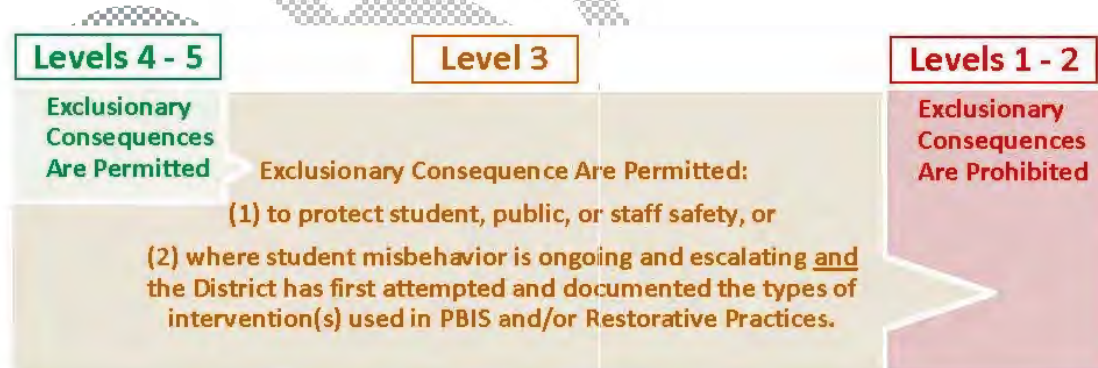 Levels 4 - 5
Exclusionary
Consequences
Are Permitted
Level 3
Exclusionary Consequence Are Permitted:
(1) to protect student, public, or staff safety, or
(2) where student misbehavior is ongoing and escalating and
the District has first attempted and documented the types of
intervention(s) used in PBIS and/or Restorative Practices.
Levels 1 - 2
Exclusionary
Consequences
Are Prohibited